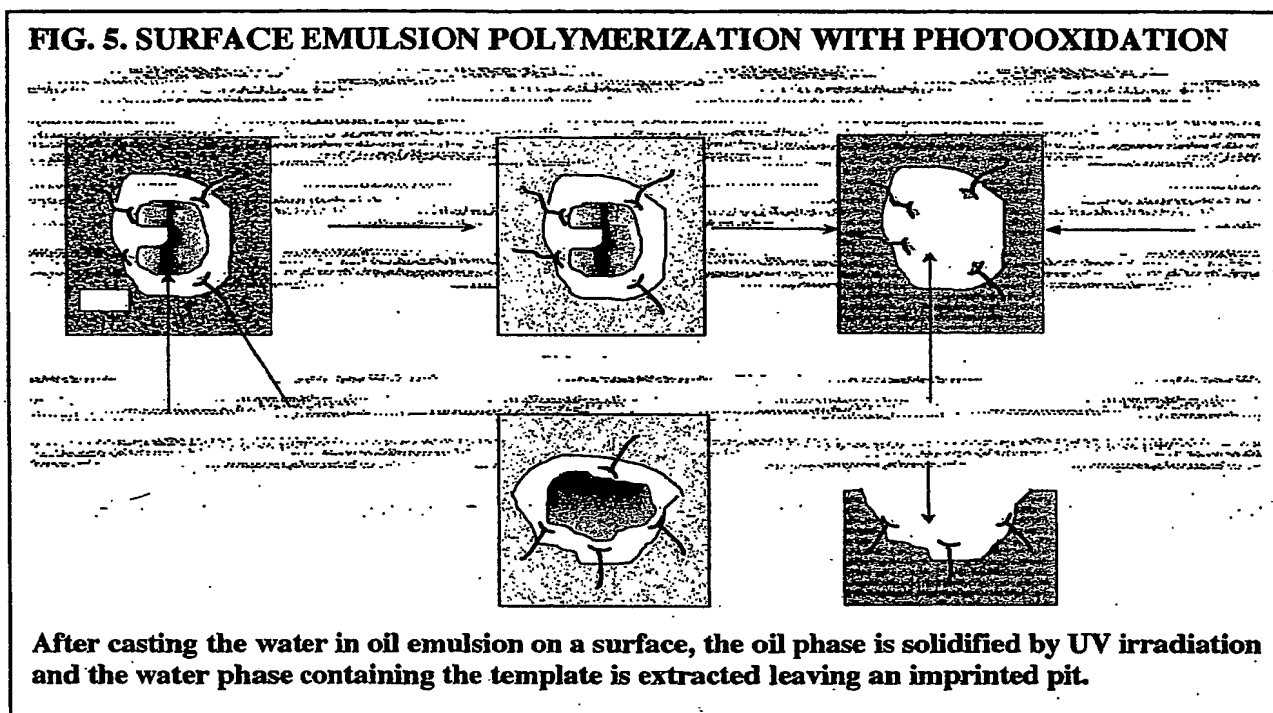 FIG. 5. SURFACE EMULSION POLYMERIZATION WITH PHOTOOXIDATION
After casting the water in oil emulsion on a surface, the oil phase is solidified by UV irradiation
and the water phase containing the template is extracted leaving an imprinted pit.